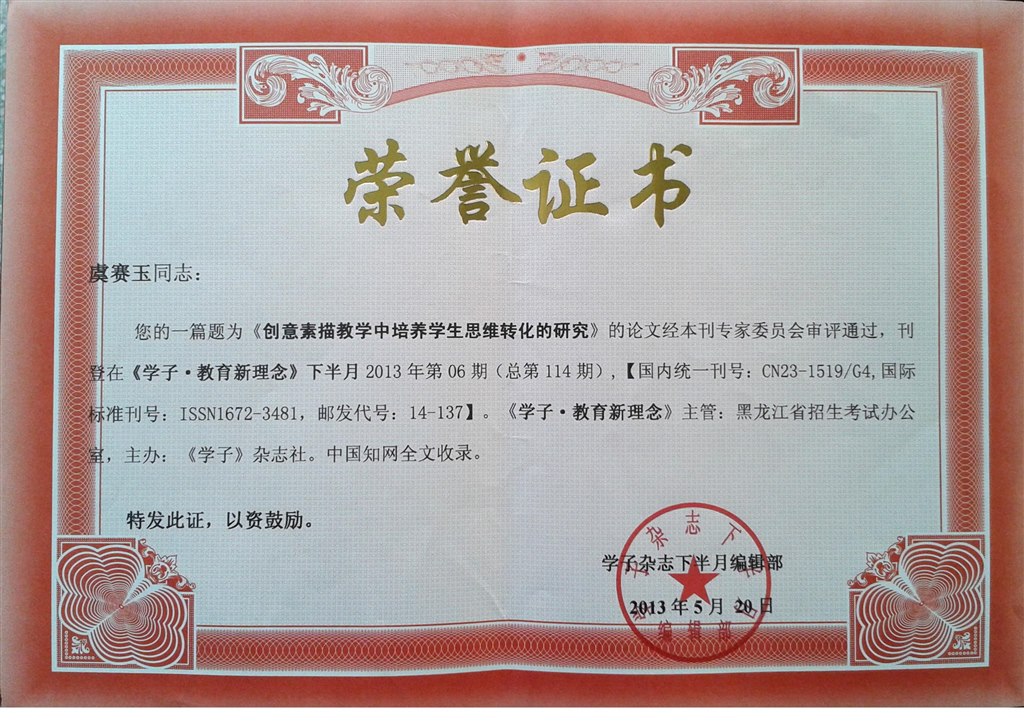 荣誉证书
虞赛玉同志：
您的一篇题为《创意素描教学中培养学生思维转化的研究》的论文经本刊专家委员会审评通过，刊
登在《学子·教育新理念》下半月 2013 年第 06 期（总第 114 期），【国内统一刊号：CN23-1519/G4,国际
标准刊号：ISSN1672-3481，邮发代号：14-137】。《学子·教育新理念》主管：黑龙江省招生考试办公
室，主办：《学子》杂志社。中国知网全文收录。
特发此证，以资鼓励。
学子杂志下半月编辑部
2013 年 5 月 20 日
杂志下
编辑部